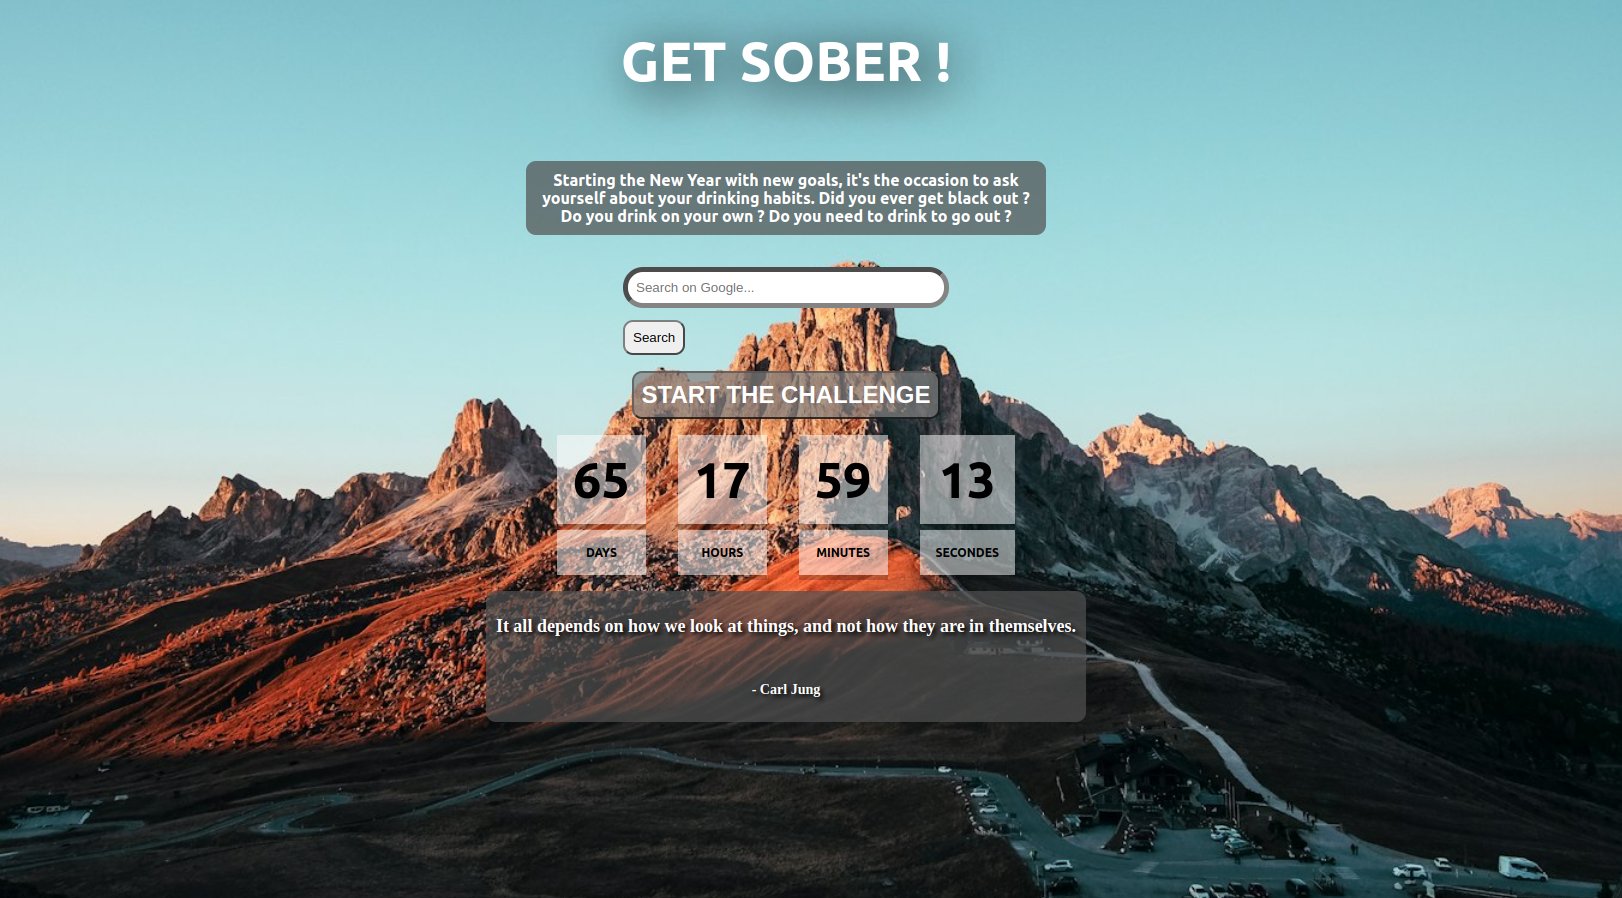 GET SOBER !
Starting the New Year with new goals, it's the occasion to ask
yourself about your drinking habits. Did you ever get black out ?
Do you drink on your own ? Do you need to drink to go out ?
Search on Google...
Search
START THE CHALLENGE
65 17 59 13
DAYS HOURS MINUTES SECONDES
It all depends on how we look at things, and not how they are in themselves.
- Carl Jung